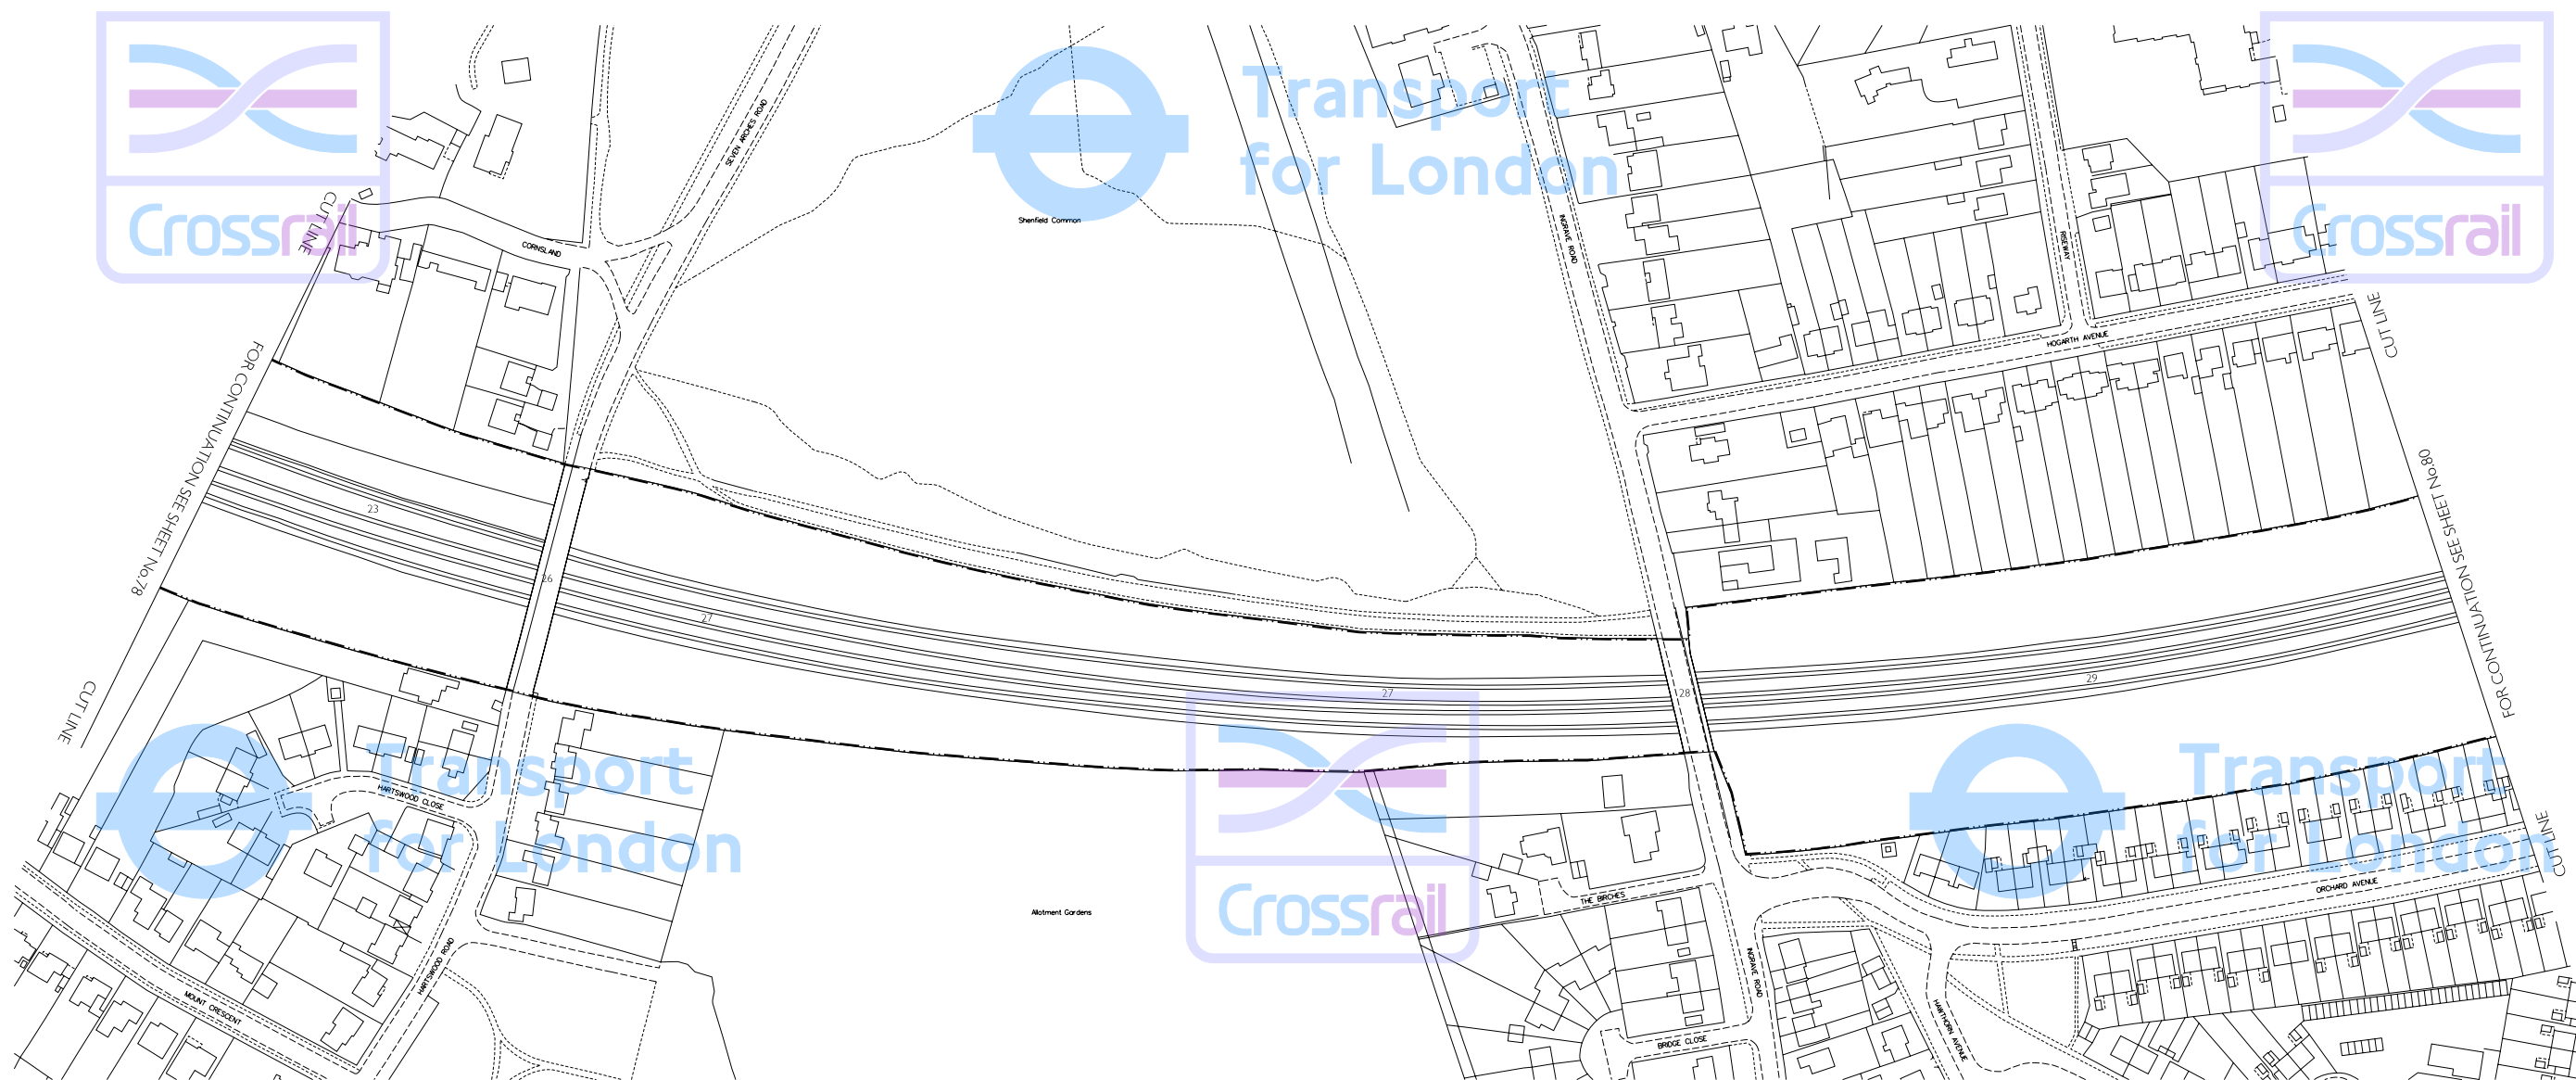 Crossrail
Transport
for London
Crossrail
CUT LINE
SEVEN ARCHES ROAD
Shenfield Common
INGRAVE ROAD
RISEWAY
CORNSLAND
HOGARTH AVENUE
CUT LINE
FOR CONTINUATION SEE SHEET No.78
FOR CONTINUATION SEE SHEET No.80
23
26
27
27
28
29
CUT LINE
Transport
for London
Crossrail
Transport
for London
HARTSWOOD CLOSE
CUT LINE
ORCHARD AVENUE
THE BIRCHES
Allotment Gardens
HARTSWOOD ROAD
INGRAVE ROAD
MOUNT CRESCENT
HAWTHORN AVENUE
BRIDGE CLOSE